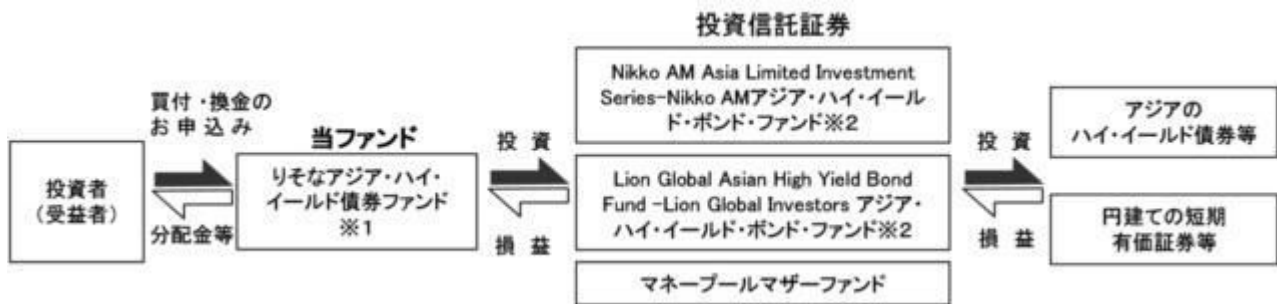 投資信託証券
買付・換金の
お申込み
投資者
（受益者）
分配金等
当ファンド
りそなアジア・ハイ・
イールド債券ファンド
※1
投資
損益
Nikko AM Asia Limited Investment
Series-Nikko AMアジア・ハイ・イール
ド・ボンド・ファンド※2
Lion Global Asian High Yield Bond
Fund -Lion Global Investors アジア・
ハイ・イールド・ボンド・ファンド※2
マネープールマザーファンド
投資
損益
アジアの
ハイ・イールド債券等
円建ての短期
有価証券等